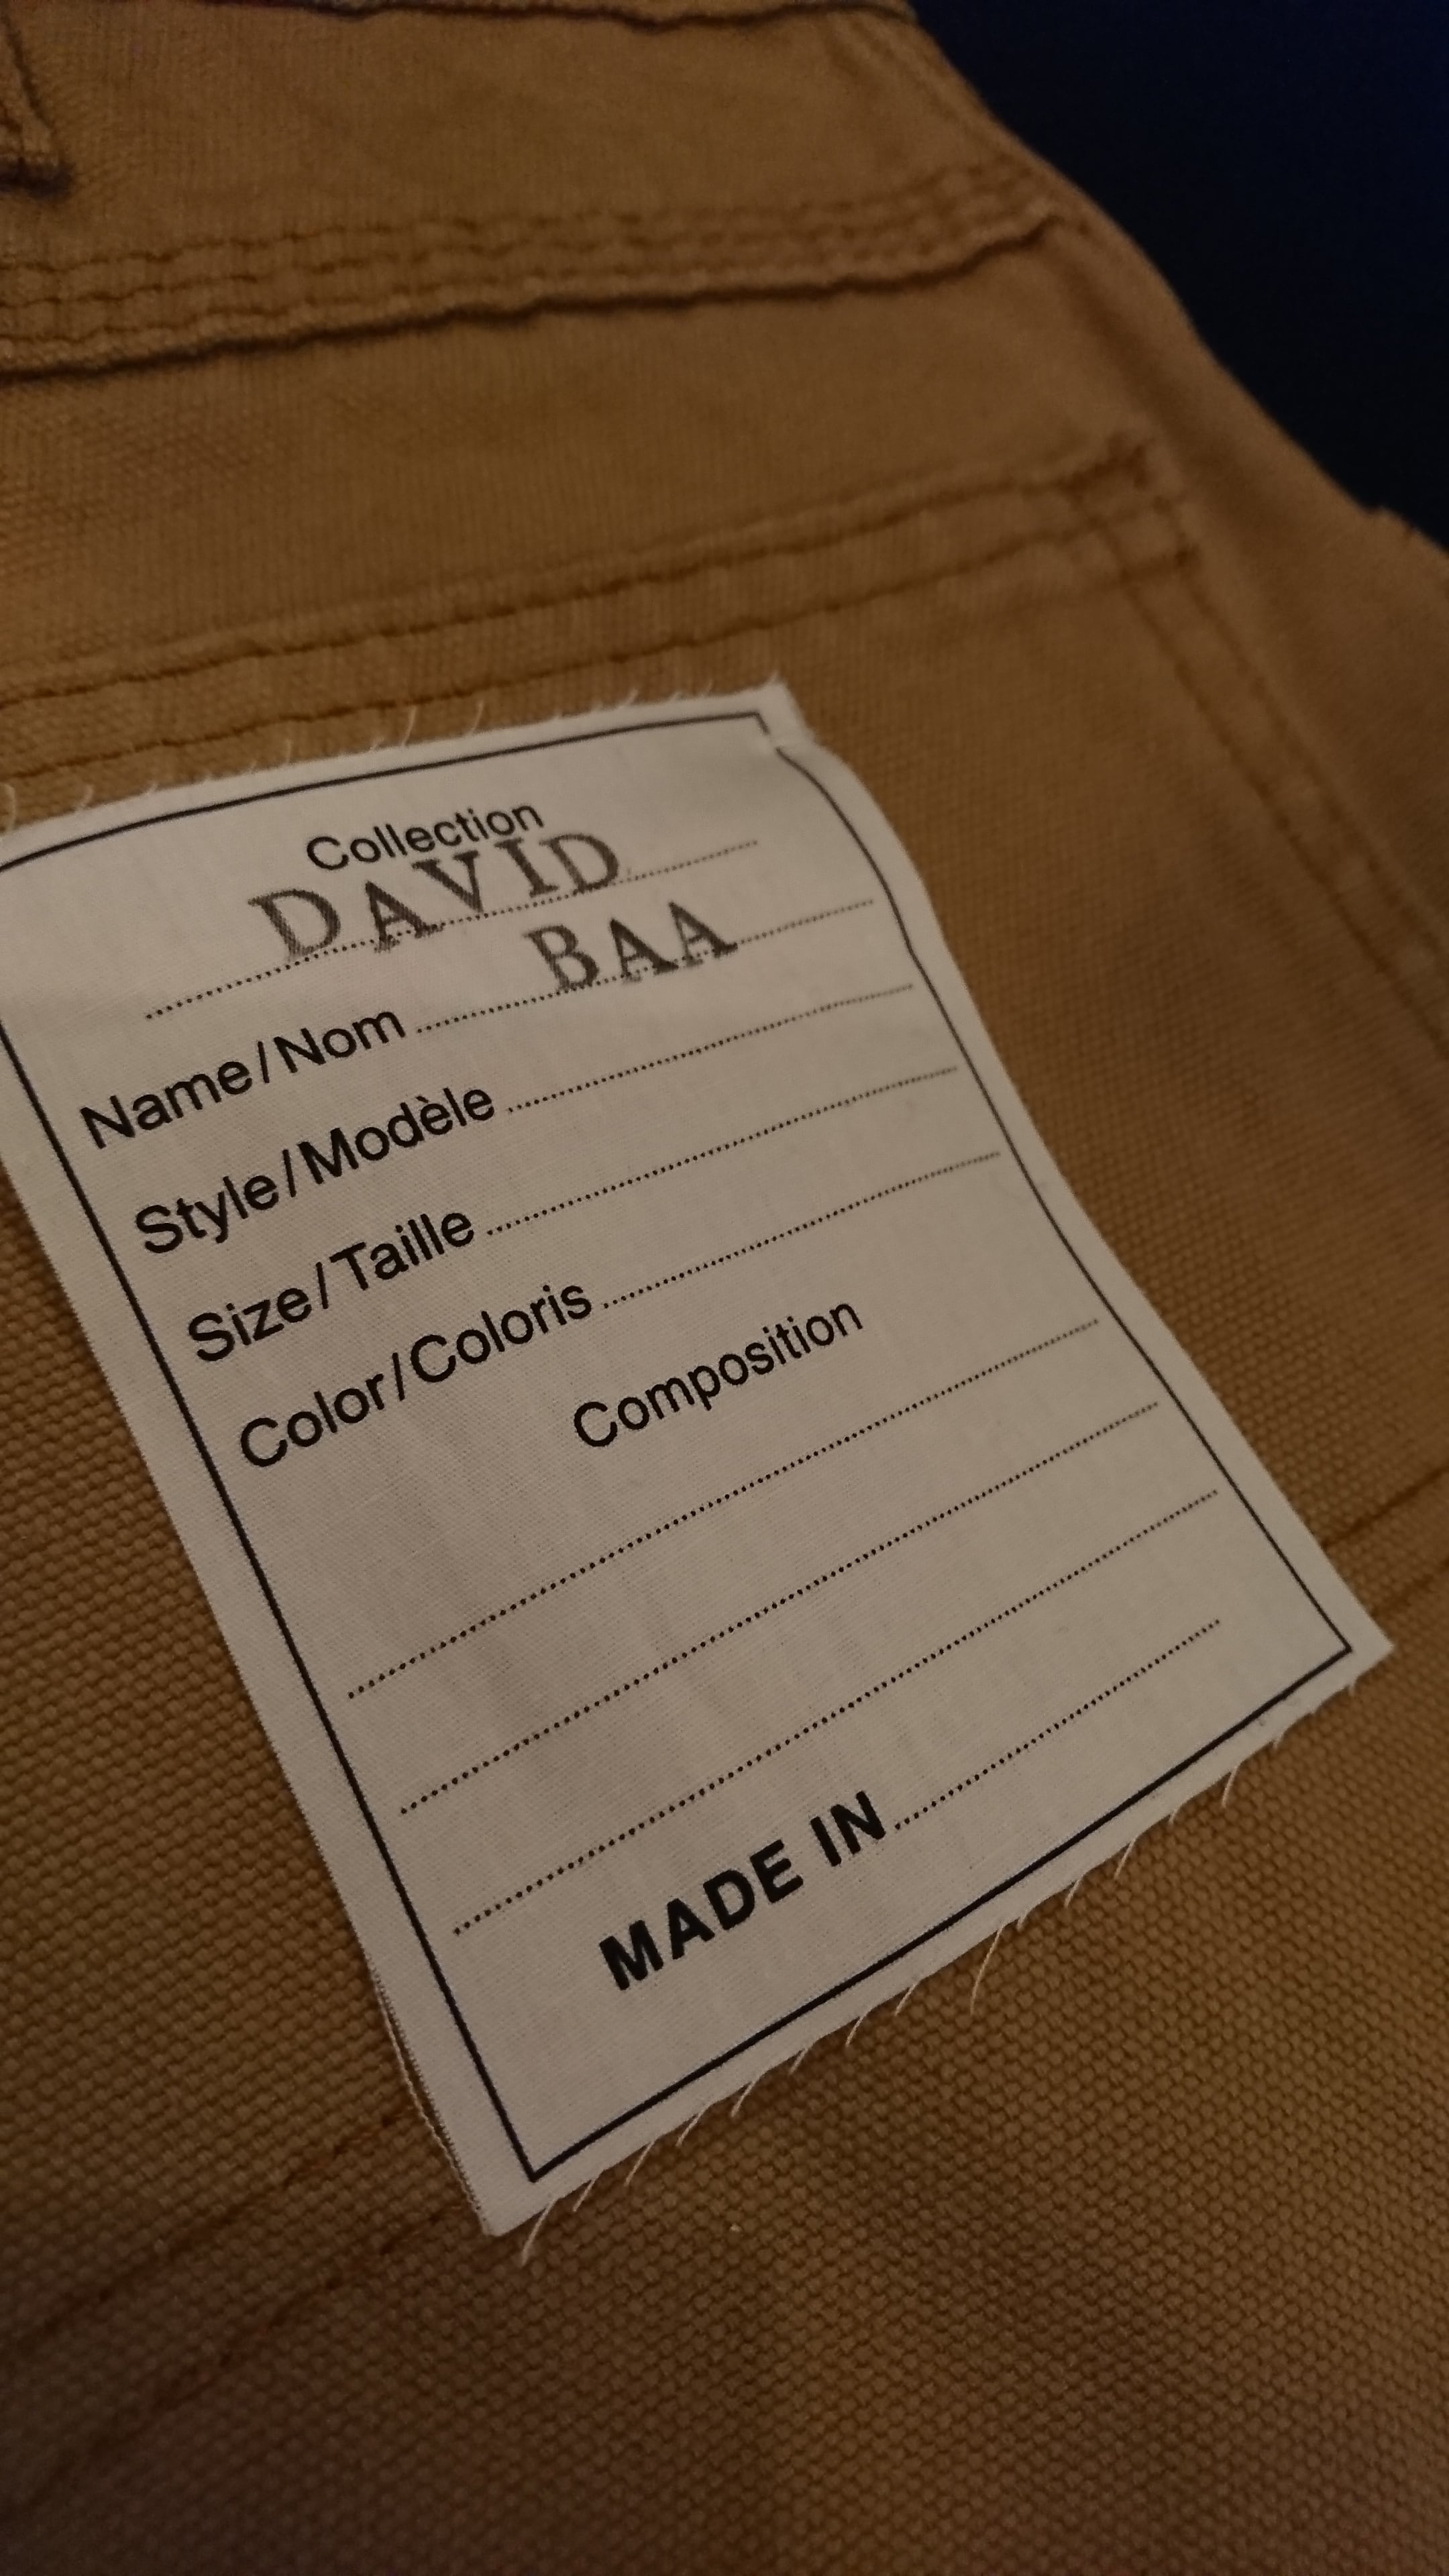 Collection
DAVID
Name/Nom BAA
Style/Modèle
Size/Taille
Color/Coloris
Composition
MADE IN